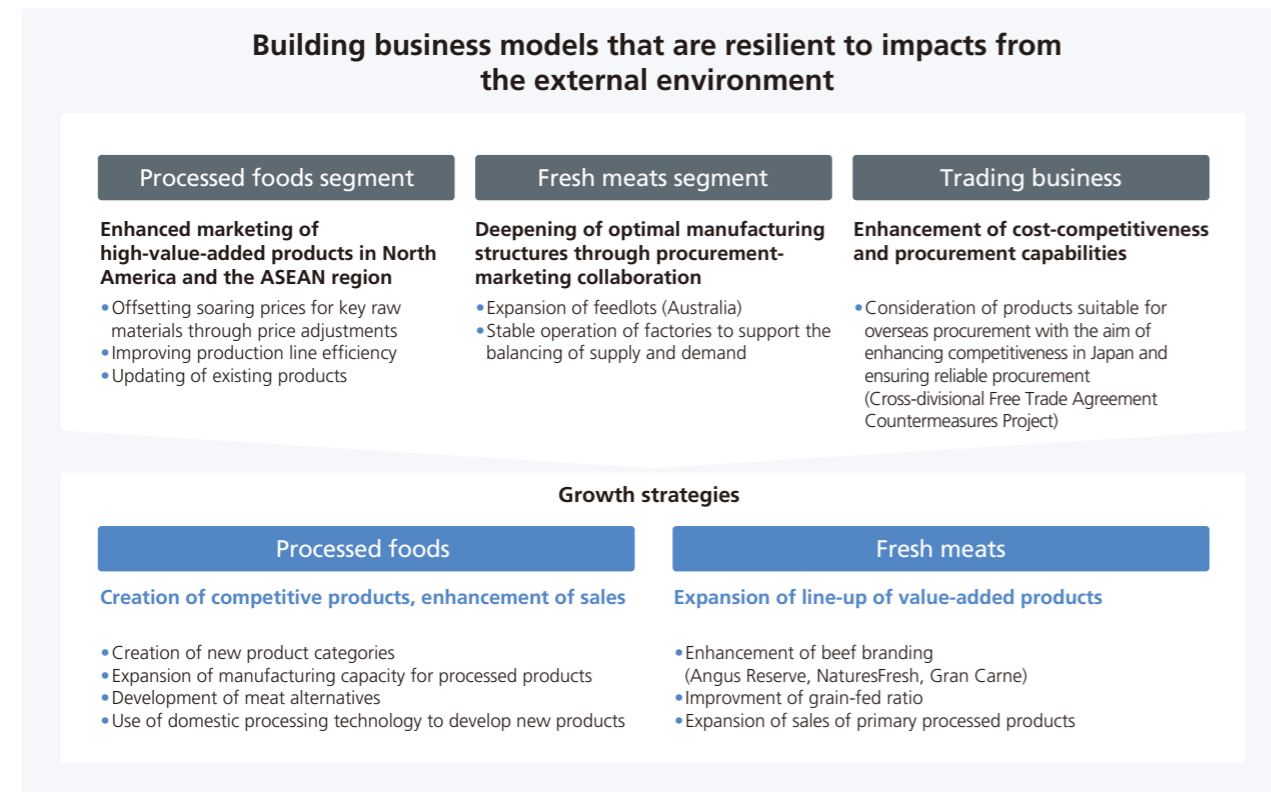 Building business models that are resilient to impacts from
the external environment
Processed foods segment
Enhanced marketing of
high-value-added products in North
America and the ASEAN region
•Offsetting soaring prices for key raw
materials through price adjustments
•Improving production line efficiency
•Updating of existing products
Fresh meats segment
Deepening of optimal manufacturing
structures through procurement-
marketing collaboration
•Expansion of feedlots (Australia)
•Stable operation of factories to support the
balancing of supply and demand
Trading business
Enhancement of cost-competitiveness
and procurement capabilities
•Consideration of products suitable for
overseas procurement with the aim of
enhancing competitiveness in Japan and
ensuring reliable procurement
(Cross-divisional Free Trade Agreement
Countermeasures Project)
Growth strategies
Processed foods
Creation of competitive products, enhancement of sales
•Creation of new product categories
•Expansion of manufacturing capacity for processed products
•Development of meat alternatives
•Use of domestic processing technology to develop new products
Fresh meats
Expansion of line-up of value-added products
•Enhancement of beef branding
(Angus Reserve, NaturesFresh, Gran Carne)
•Improvment of grain-fed ratio
•Expansion of sales of primary processed products